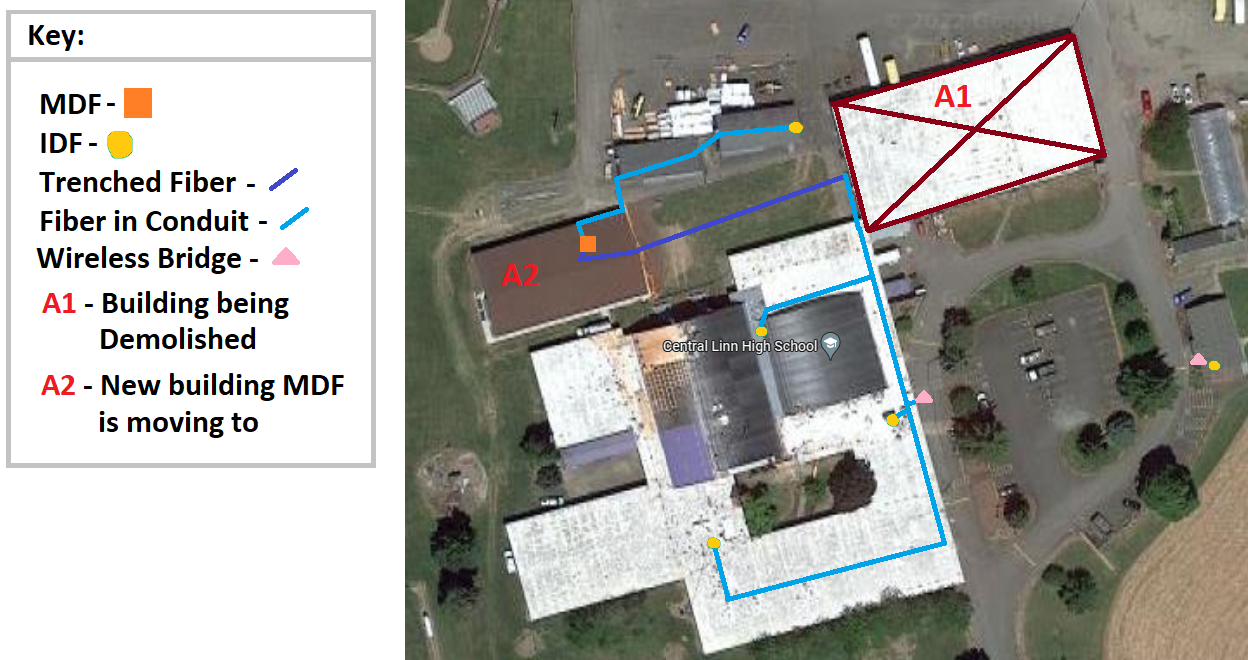 Key:
MDF -
IDF -
Trenched Fiber -
Fiber in Conduit -
Wireless Bridge -
A1 - Building being
Demolished
A2 - New building MDF
is moving to
A1
A2
Central Linn High School